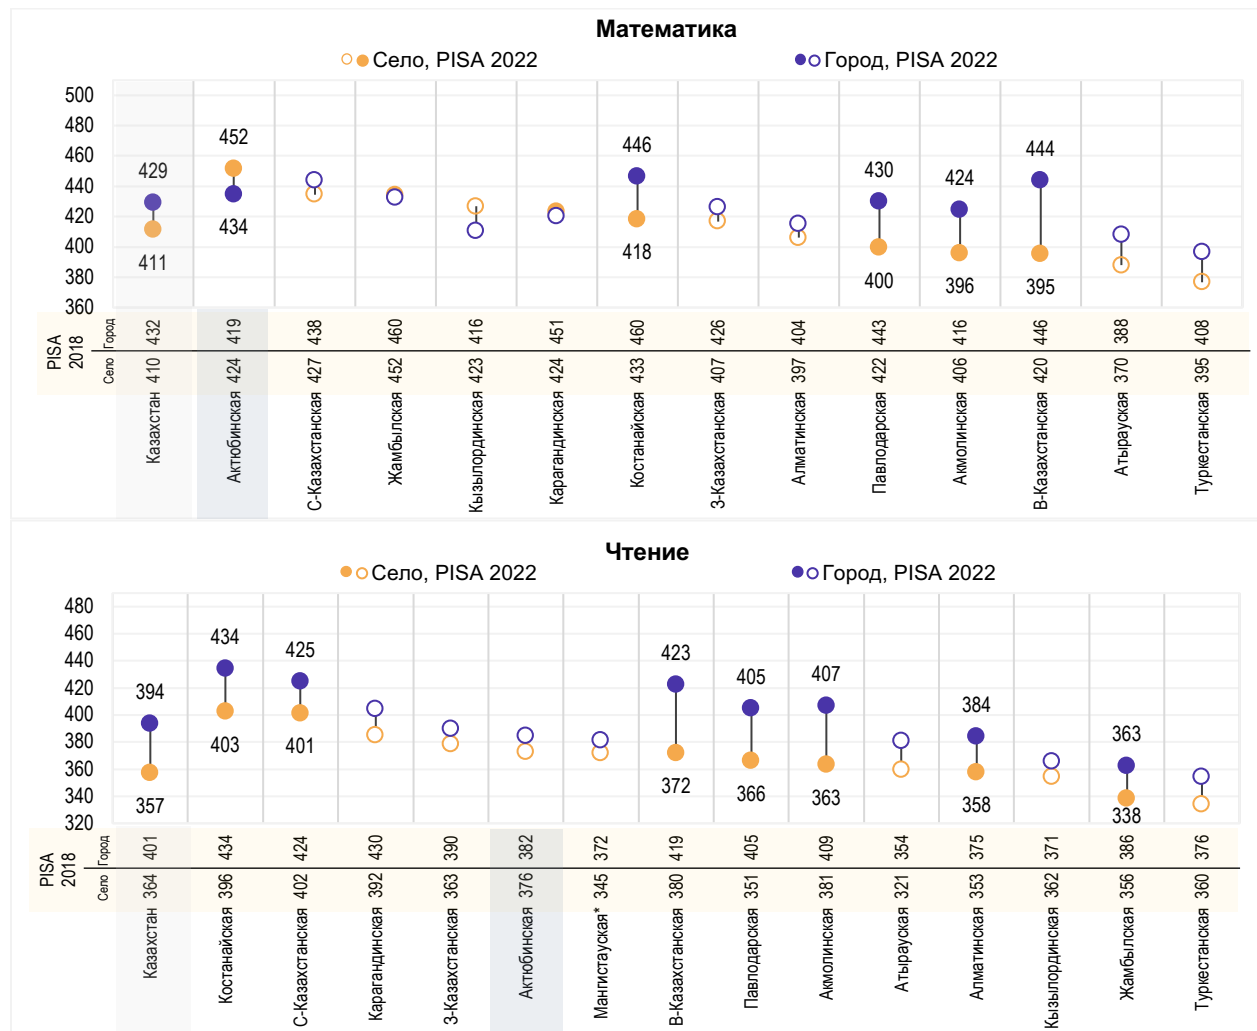 Математика
Село, PISA 2022 Город, PISA 2022
500
480
460
440
420
400
380
360
429 411
452 434
446 418
430 400
424 396
444 395
PISA 2018
Город 432 419 438 460 416 451 460 426 404 443 416 446 388 408
Село 410 424 427 452 423 424 433 407 397 422 406 420 370 395
Казахстан
Актюбинская
С-Казахстанская
Жамбылская
Кызылординская
Карагандинская
Костанайская
З-Казахстанская
Алматинская
Павлодарская
Акмолинская
В-Казахстанская
Атырауская
Туркестанская
Чтение
Село, PISA 2022 Город, PISA 2022
480
460
440
420
400
380
360
340
320
394 357
434 403
425 401
423 372
405 366
407 363
384 358
363 338
PISA 2018
Город 401 434 424 430 390 382 372 419 405 409 354 375 371 386 376
Село 364 396 402 392 363 376 345 380 351 381 321 353 362 356 360
Казахстан
Костанайская
С-Казахстанская
Карагандинская
З-Казахстанская
Актюбинская
Мангистауская*
В-Казахстанская
Павлодарская
Акмолинская
Атырауская
Алматинская
Кызылординская
Жамбылская
Туркестанская